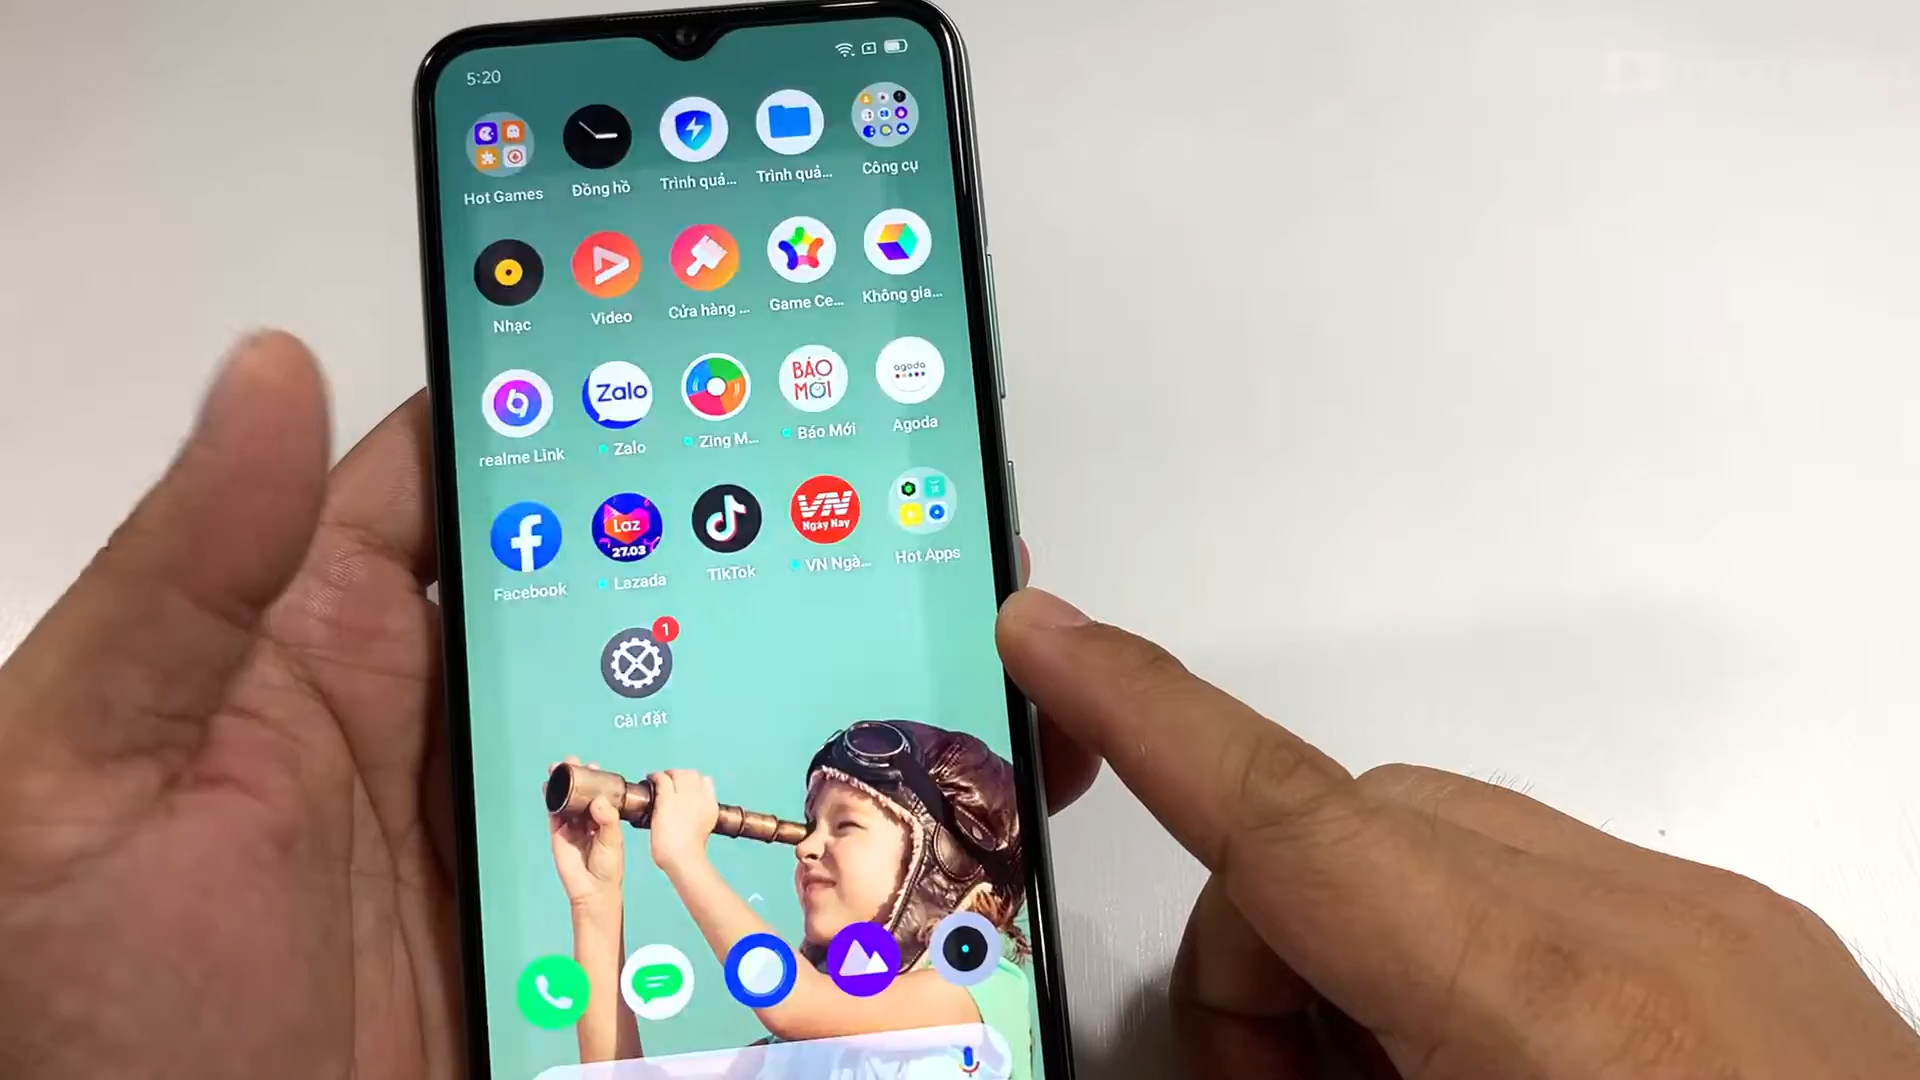 5:20
Hot Games
Đồng hồ
Trình quả...
Trình quả...
Công cụ
Nhạc
Video
Cửa hàng ...
Game Ce...
Không gia...
Zalo
BÁO
MỚI
agoda
realme Link
Zalo
Zing M...
Báo Mới
Agoda
Laz
27.03
VN
Ngày Nay
Facebook
Lazada
TikTok
VN Ngà...
Hot Apps
1
Cài đặt